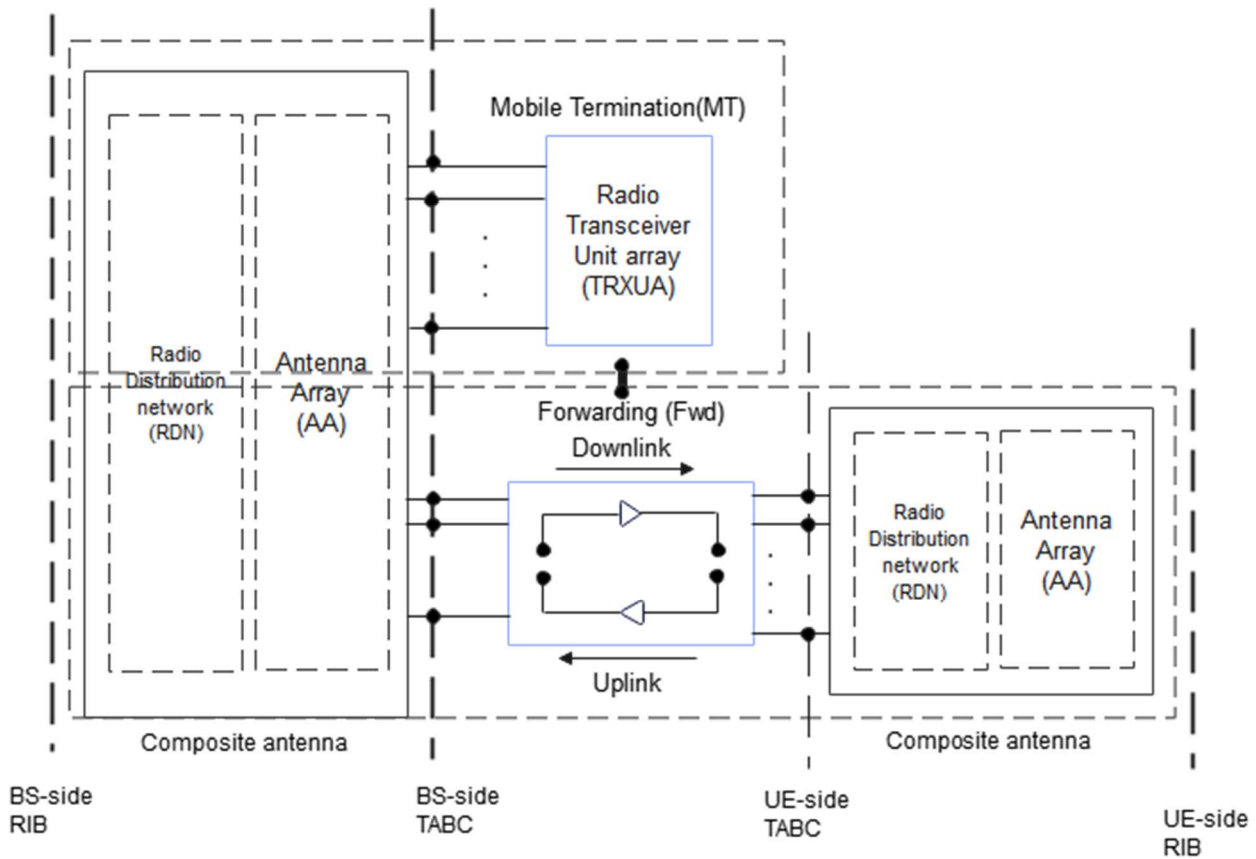 Mobile Termination(MT)
Radio
Transceiver
Unit array
(TRXUA)
Radio
Distribution
network
(RDN)
Antenna
Array
(AA)
Forwarding (Fwd)
Downlink
Uplink
Radio
Distribution
network
(RDN)
Antenna
Array
(AA)
Composite antenna
Composite antenna
BS-side
RIB
BS-side
TABC
UE-side
TABC
UE-side
RIB